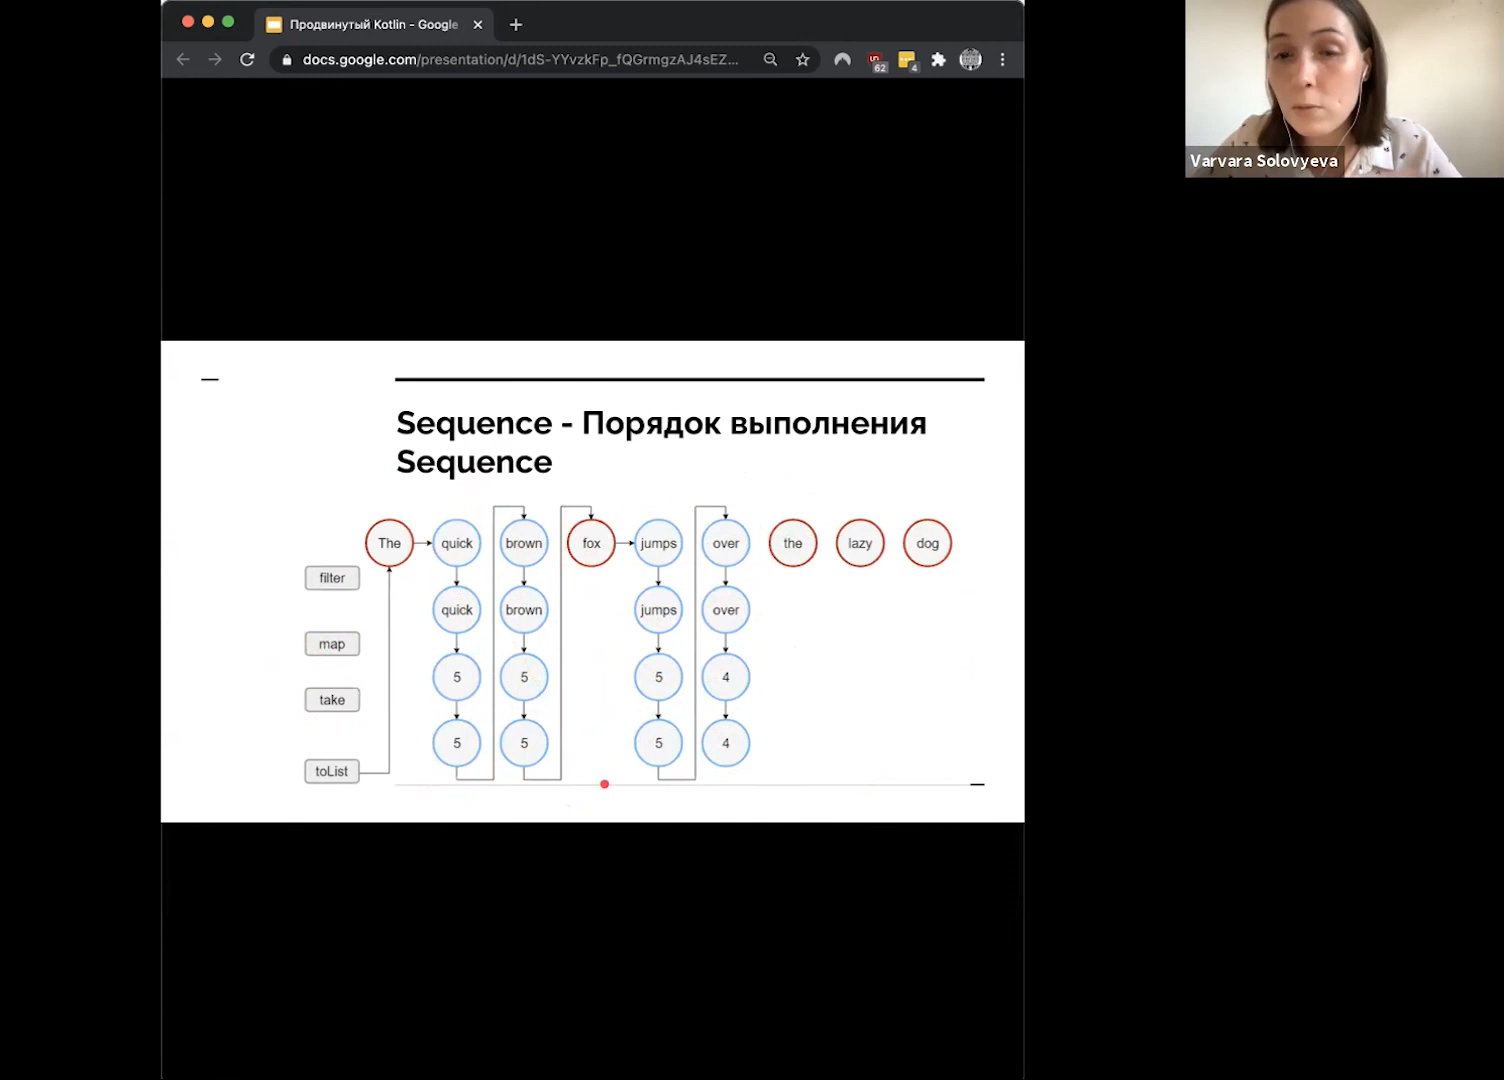 Продвинутый Kotlin - Google
docs.google.com/presentation/d/1dS-YYvzkFp_fQGrmgzAJ4sEZ...
62
4
Varvara Solovyeva
Sequence - Порядок выполнения
Sequence
The quick brown fox jumps over the lazy dog
filter
quick brown jumps over
map
5 5 5 4
take
5 5 5 4
toList